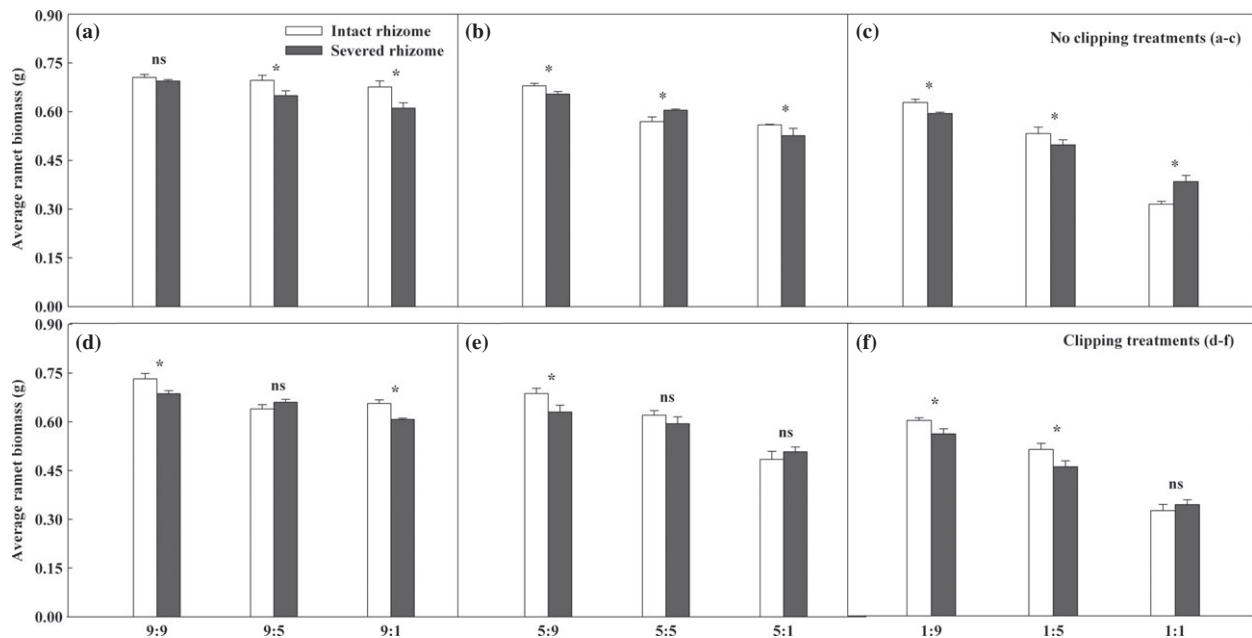 0.90
(a)
Intact rhizome
Severed rhizome
(b)
(c)
No clipping treatments (a-c)
Average ramet biomass (g)
0.75
0.60
0.45
0.30
0.15
0.00
ns
*
*
*
*
*
*
*
*
0.90
(d)
(e)
(f)
Clipping treatments (d-f)
Average ramet biomass (g)
0.75
0.60
0.45
0.30
0.15
0.00
*
ns
*
*
ns
ns
*
*
ns
9:9 9:5 9:1 5:9 5:5 5:1 1:9 1:5 1:1